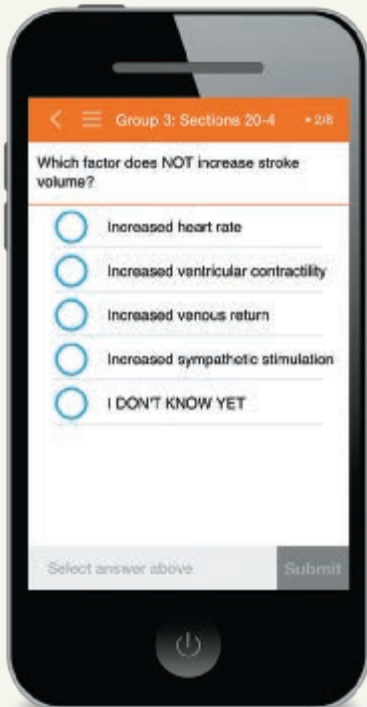 Group 3: Sections 20-4 • 2/8
Which factor does NOT increase stroke
volume?
Increased heart rate
Increased ventricular contractility
Increased venous return
Increased sympathetic stimulation
I DON'T KNOW YET
Select answer above Submit